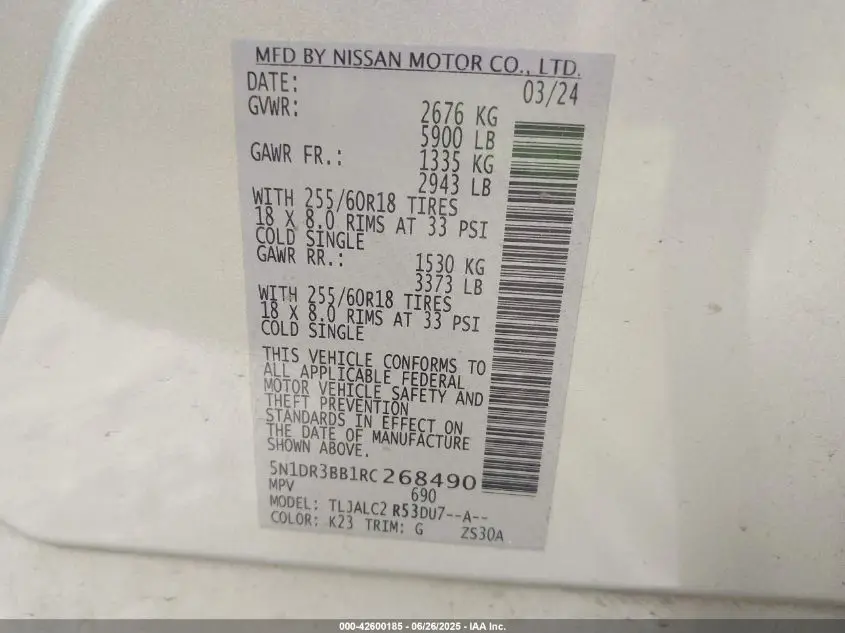 MFD BY NISSAN MOTOR CO., LTD.
DATE: 03/24
GVWR: 2676 KG
5900 LB
GAWR FR.: 1335 KG
2943 LB
WITH 255/60R18 TIRES
18 X 8.0 RIMS AT 33 PSI
COLD SINGLE
GAWR RR.: 1530 KG
3373 LB
WITH 255/60R18 TIRES
18 X 8.0 RIMS AT 33 PSI
COLD SINGLE
THIS VEHICLE CONFORMS TO
ALL APPLICABLE FEDERAL
MOTOR VEHICLE SAFETY AND
THEFT PREVENTION
STANDARDS IN EFFECT ON
THE DATE OF MANUFACTURE
SHOWN ABOVE.
5N1DR3BB1RC268490
MPV 690
MODEL: TLJALC2 R53DU7--A--
COLOR: K23 TRIM: G ZS30A
000-42600185 - 06/26/2025 - IAA Inc.